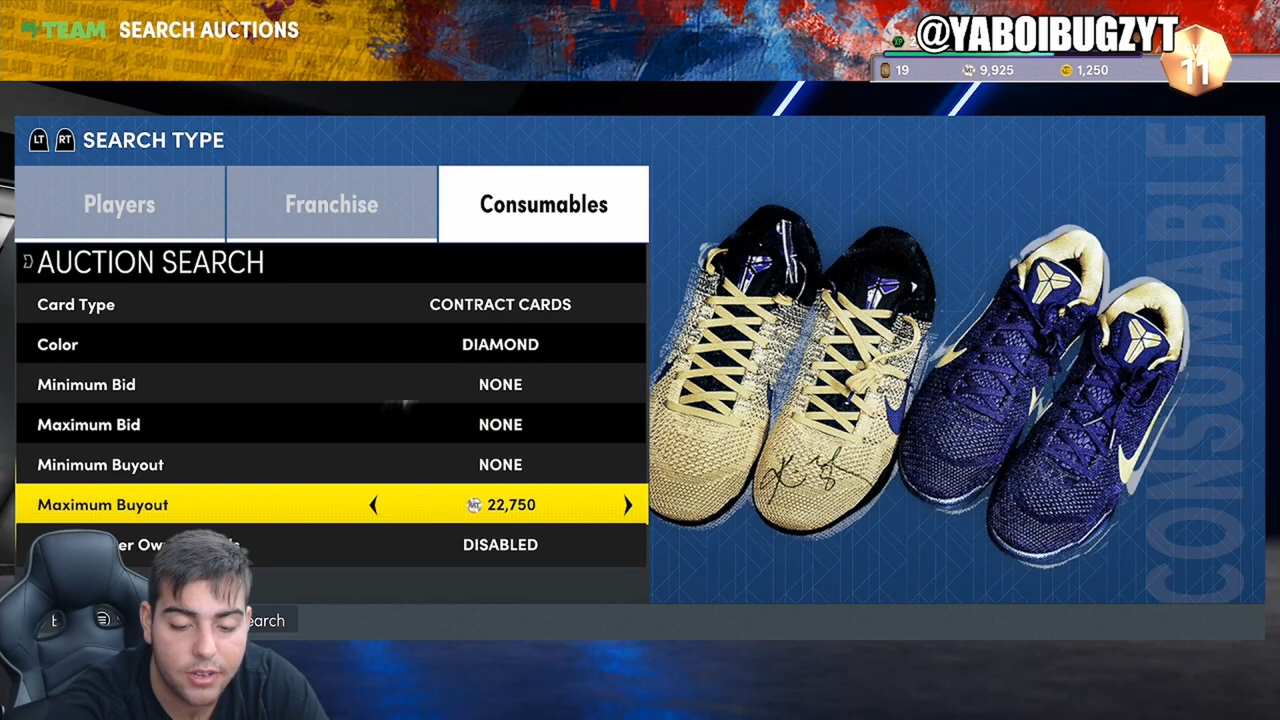 MYTEAM SEARCH AUCTIONS
@YABOIBUGZYT
19 9,925 1,250
11
LT RT SEARCH TYPE
Players Franchise Consumables
AUCTION SEARCH
Card Type CONTRACT CARDS
Color DIAMOND
Minimum Bid NONE
Maximum Bid NONE
Minimum Buyout NONE
Maximum Buyout MT 22,750
DISABLED
CONSUMABLE